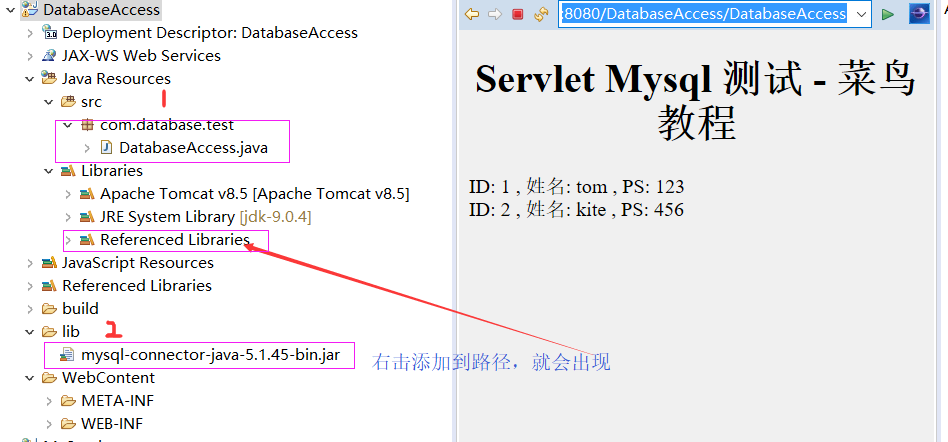 DatabaseAccess
Deployment Descriptor: DatabaseAccess
JAX-WS Web Services
Java Resources
1
src
com.database.test
DatabaseAccess.java
Libraries
Apache Tomcat v8.5 [Apache Tomcat v8.5]
JRE System Library [jdk-9.0.4]
Referenced Libraries
JavaScript Resources
Referenced Libraries
build
lib
2
mysql-connector-java-5.1.45-bin.jar
右击添加到路径，就会出现
WebContent
META-INF
WEB-INF
:8080/DatabaseAccess/DatabaseAccess
Servlet Mysql 测试 - 菜鸟
教程
ID: 1 , 姓名: tom , PS: 123
ID: 2 , 姓名: kite , PS: 456